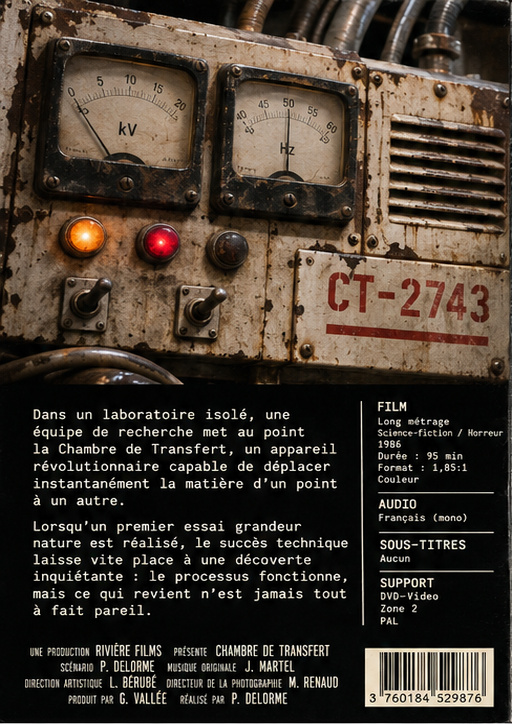 0 5 10 15 20
kV
40 45 50 55 60
Hz
CT-2743
Dans un laboratoire isolé, une
équipe de recherche met au point
la Chambre de Transfert, un appareil
révolutionnaire capable de déplacer
instantanément la matière d’un point
à un autre.
Lorsqu’un premier essai grandeur
nature est réalisé, le succès technique
laisse vite place à une découverte
inquiétante : le processus fonctionne,
mais ce qui revient n’est jamais tout
à fait pareil.
FILM
Long métrage
Science-fiction / Horreur
1986
Durée : 95 min
Format : 1,85:1
Couleur
AUDIO
Français (mono)
SOUS-TITRES
Aucun
SUPPORT
DVD-Video
Zone 2
PAL
UNE PRODUCTION RIVIÈRE FILMS PRÉSENTE CHAMBRE DE TRANSFERT
SCÉNARIO P. DELORME MUSIQUE ORIGINALE J. MARTEL
DIRECTION ARTISTIQUE L. BÉRUBÉ DIRECTEUR DE LA PHOTOGRAPHIE M. RENAUD
PRODUIT PAR G. VALLÉE RÉALISÉ PAR P. DELORME
3 760184 529876